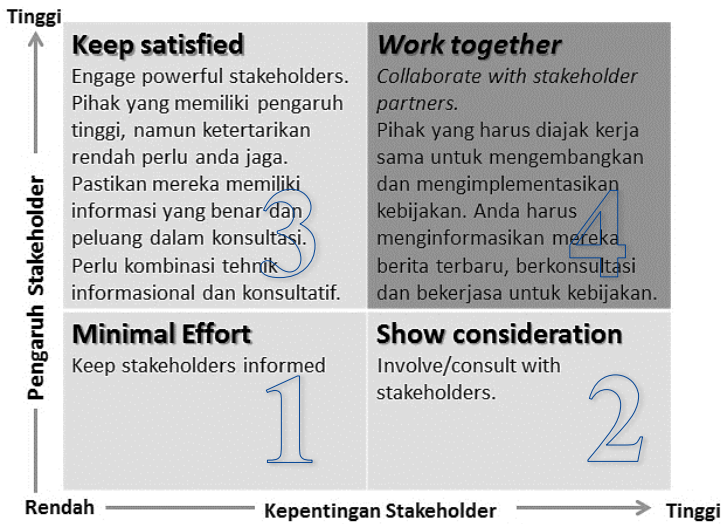 Tinggi
Keep satisfied
Engage powerful stakeholders.
Pihak yang memiliki pengaruh
tinggi, namun ketertarikan
rendah perlu anda jaga.
Pastikan mereka memiliki
informasi yang benar dan
peluang dalam konsultasi.
Perlu kombinasi tehnik
informasional dan konsultatif.
3
Work together
Collaborate with stakeholder
partners.
Pihak yang harus diajak kerja
sama untuk mengembangkan
dan mengimplementasikan
kebijakan. Anda harus
menginformasikan mereka
berita terbaru, berkonsultasi
dan bekerjasa untuk kebijakan.
4
Pengaruh Stakeholder
Minimal Effort
Keep stakeholders informed
1
Show consideration
Involve/consult with
stakeholders.
2
Rendah
Kepentingan Stakeholder
Tinggi